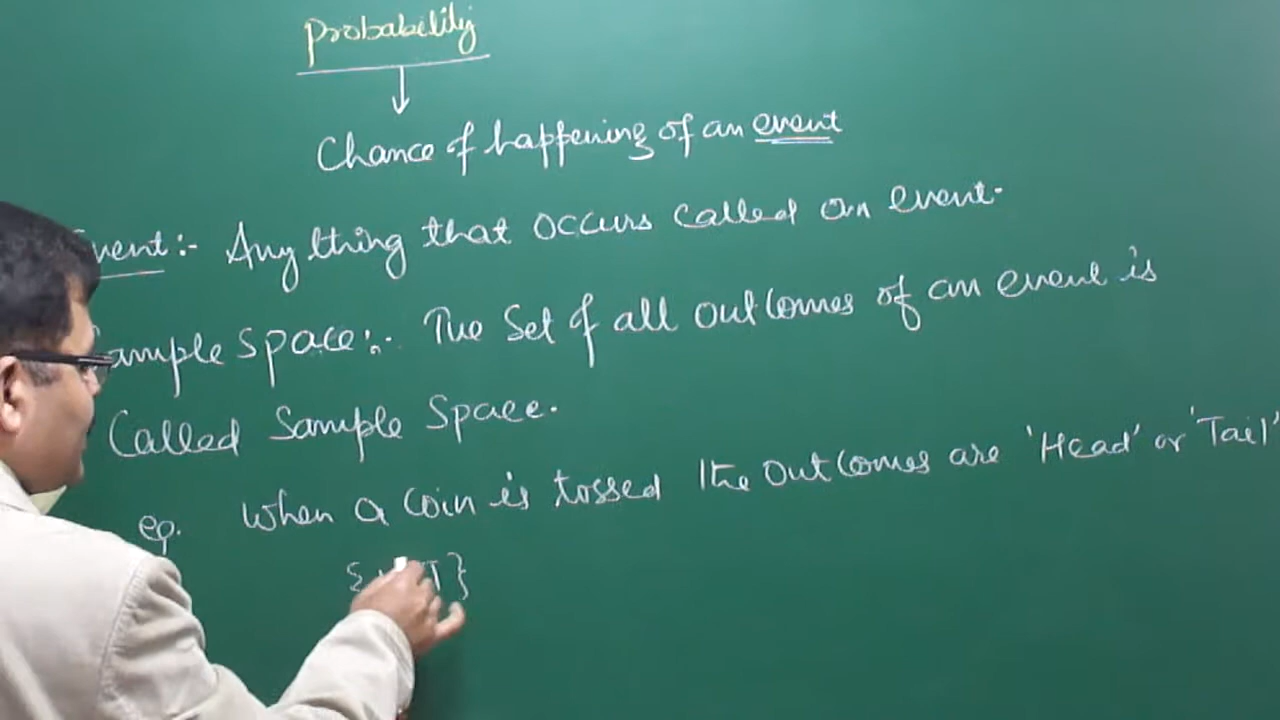 Probability
Chance of happening of an event
Event:- Any thing that occurs called an event.
Sample Space:- The Set of all outcomes of an event is
Called Sample Space.
eg. When a Coin is tossed the outcomes are 'Head' or 'Tail'
{H, T}